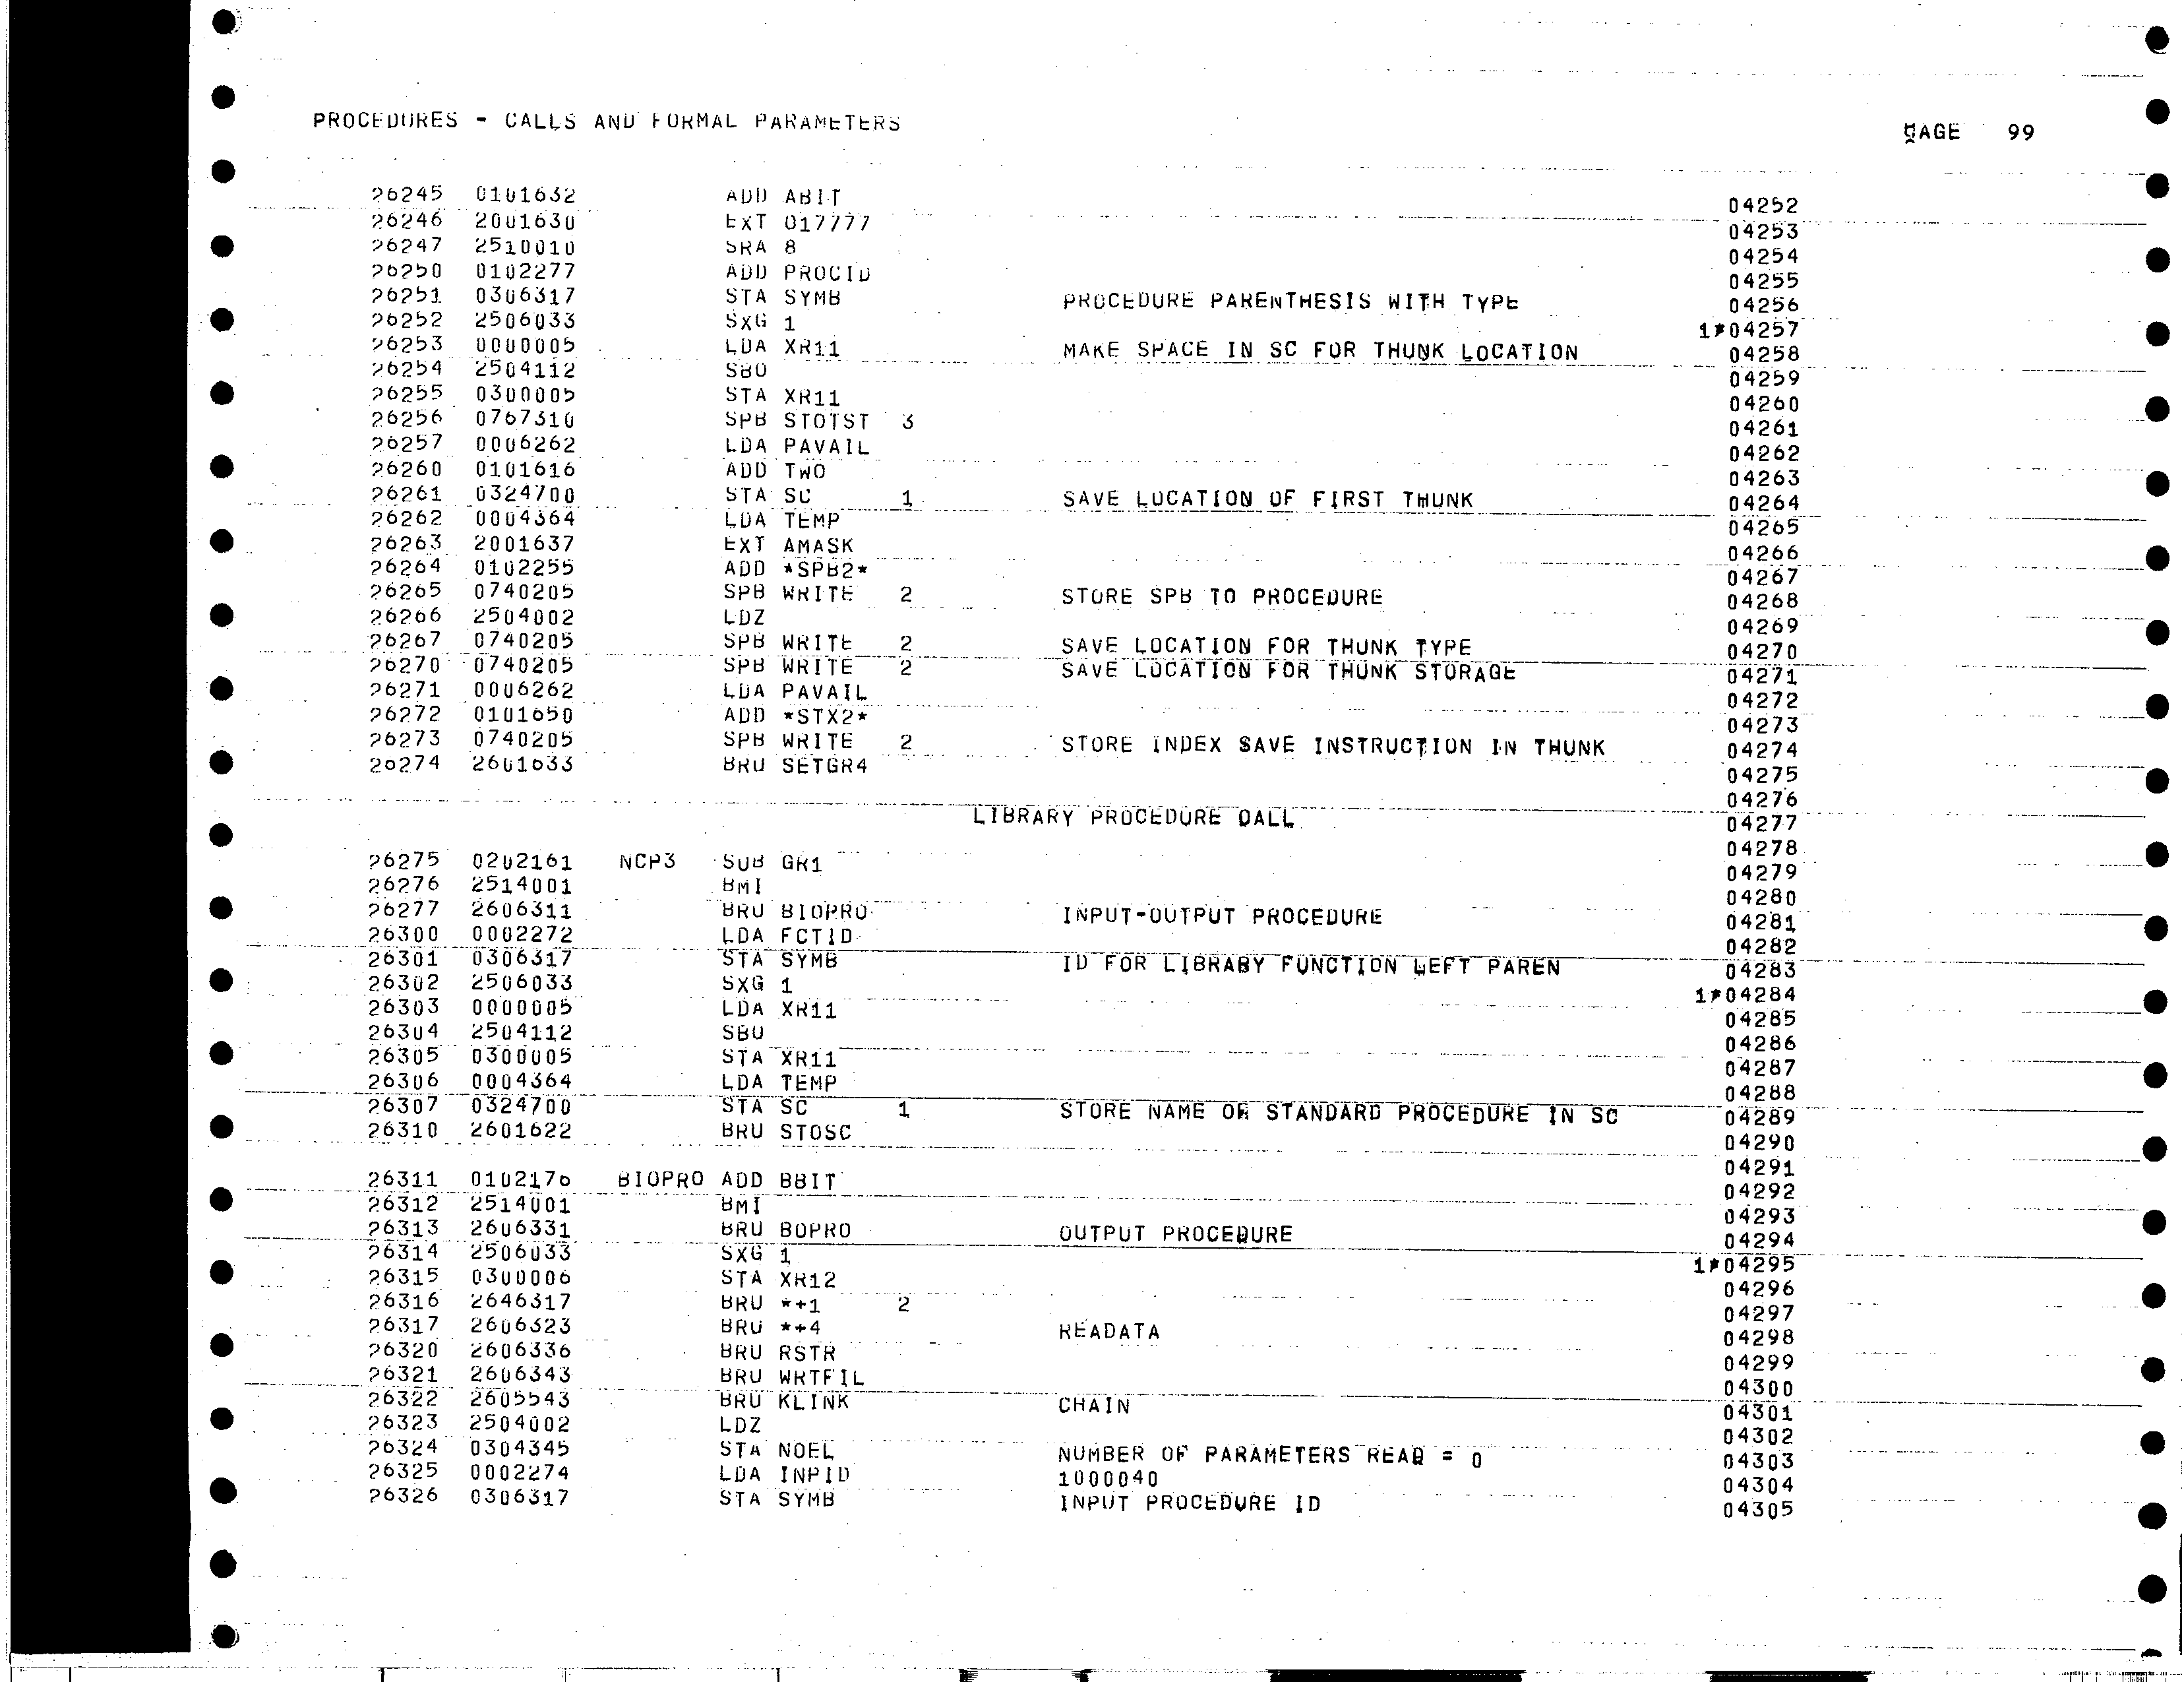 PROCEDURES - CALLS AND FORMAL PARAMETERS PAGE 99
26245 0101632 ADD ABIT 04252
26246 2001630 EXT 017777 04253
26247 2510010 SRA 8 04254
26250 0102277 ADD PROCID 04255
26251 0306317 STA SYMB PROCEDURE PARENTHESIS WITH TYPE 04256
26252 2506033 SXG 1 1*04257
26253 0000005 LDA XR11 MAKE SPACE IN SC FOR THUNK LOCATION 04258
26254 2504112 SBO 04259
26255 0300005 STA XR11 04260
26256 0767310 SPB STOTST 3 04261
26257 0006262 LDA PAVAIL 04262
26260 0101616 ADD TWO 04263
26261 0324700 STA SC 1 SAVE LOCATION OF FIRST THUNK 04264
26262 0004364 LDA TEMP 04265
26263 2001637 EXT AMASK 04266
26264 0102255 ADD *SPB2* 04267
26265 0740205 SPB WRITE 2 STORE SPB TO PROCEDURE 04268
26266 2504002 LDZ 04269
26267 0740205 SPB WRITE 2 SAVE LOCATION FOR THUNK TYPE 04270
26270 0740205 SPB WRITE 2 SAVE LOCATION FOR THUNK STORAGE 04271
26271 0006262 LDA PAVAIL 04272
26272 0101650 ADD *STX2* 04273
26273 0740205 SPB WRITE 2 STORE INDEX SAVE INSTRUCTION IN THUNK 04274
26274 2601633 BRU SETGR4 04275
04276
LIBRARY PROCEDURE CALL 04277
04278
26275 0202161 NCP3 SUB GR1 04279
26276 2514001 BMI 04280
26277 2606311 BRU BIOPRO INPUT-OUTPUT PROCEDURE 04281
26300 0002272 LDA FCTID 04282
26301 0306317 STA SYMB ID FOR LIBRARY FUNCTION LEFT PAREN 04283
26302 2506033 SXG 1 1*04284
26303 0000005 LDA XR11 04285
26304 2504112 SBO 04286
26305 0300005 STA XR11 04287
26306 0004364 LDA TEMP 04288
26307 0324700 STA SC 1 STORE NAME OR STANDARD PROCEDURE IN SC 04289
26310 2601622 BRU STOSC 04290
04291
26311 0102176 BIOPRO ADD BBIT 04292
26312 2514001 BMI 04293
26313 2606331 BRU BOPRO OUTPUT PROCEDURE 04294
26314 2506033 SXG 1 1*04295
26315 0300006 STA XR12 04296
26316 2646317 BRU *+1 2 04297
26317 2606323 BRU *+4 READATA 04298
26320 2606336 BRU RSTR 04299
26321 2606343 BRU WRTFIL 04300
26322 2605543 BRU KLINK CHAIN 04301
26323 2504002 LDZ 04302
26324 0304345 STA NOEL NUMBER OF PARAMETERS READ = 0 04303
26325 0002274 LDA INPID 1000040 04304
26326 0306317 STA SYMB INPUT PROCEDURE ID 04305